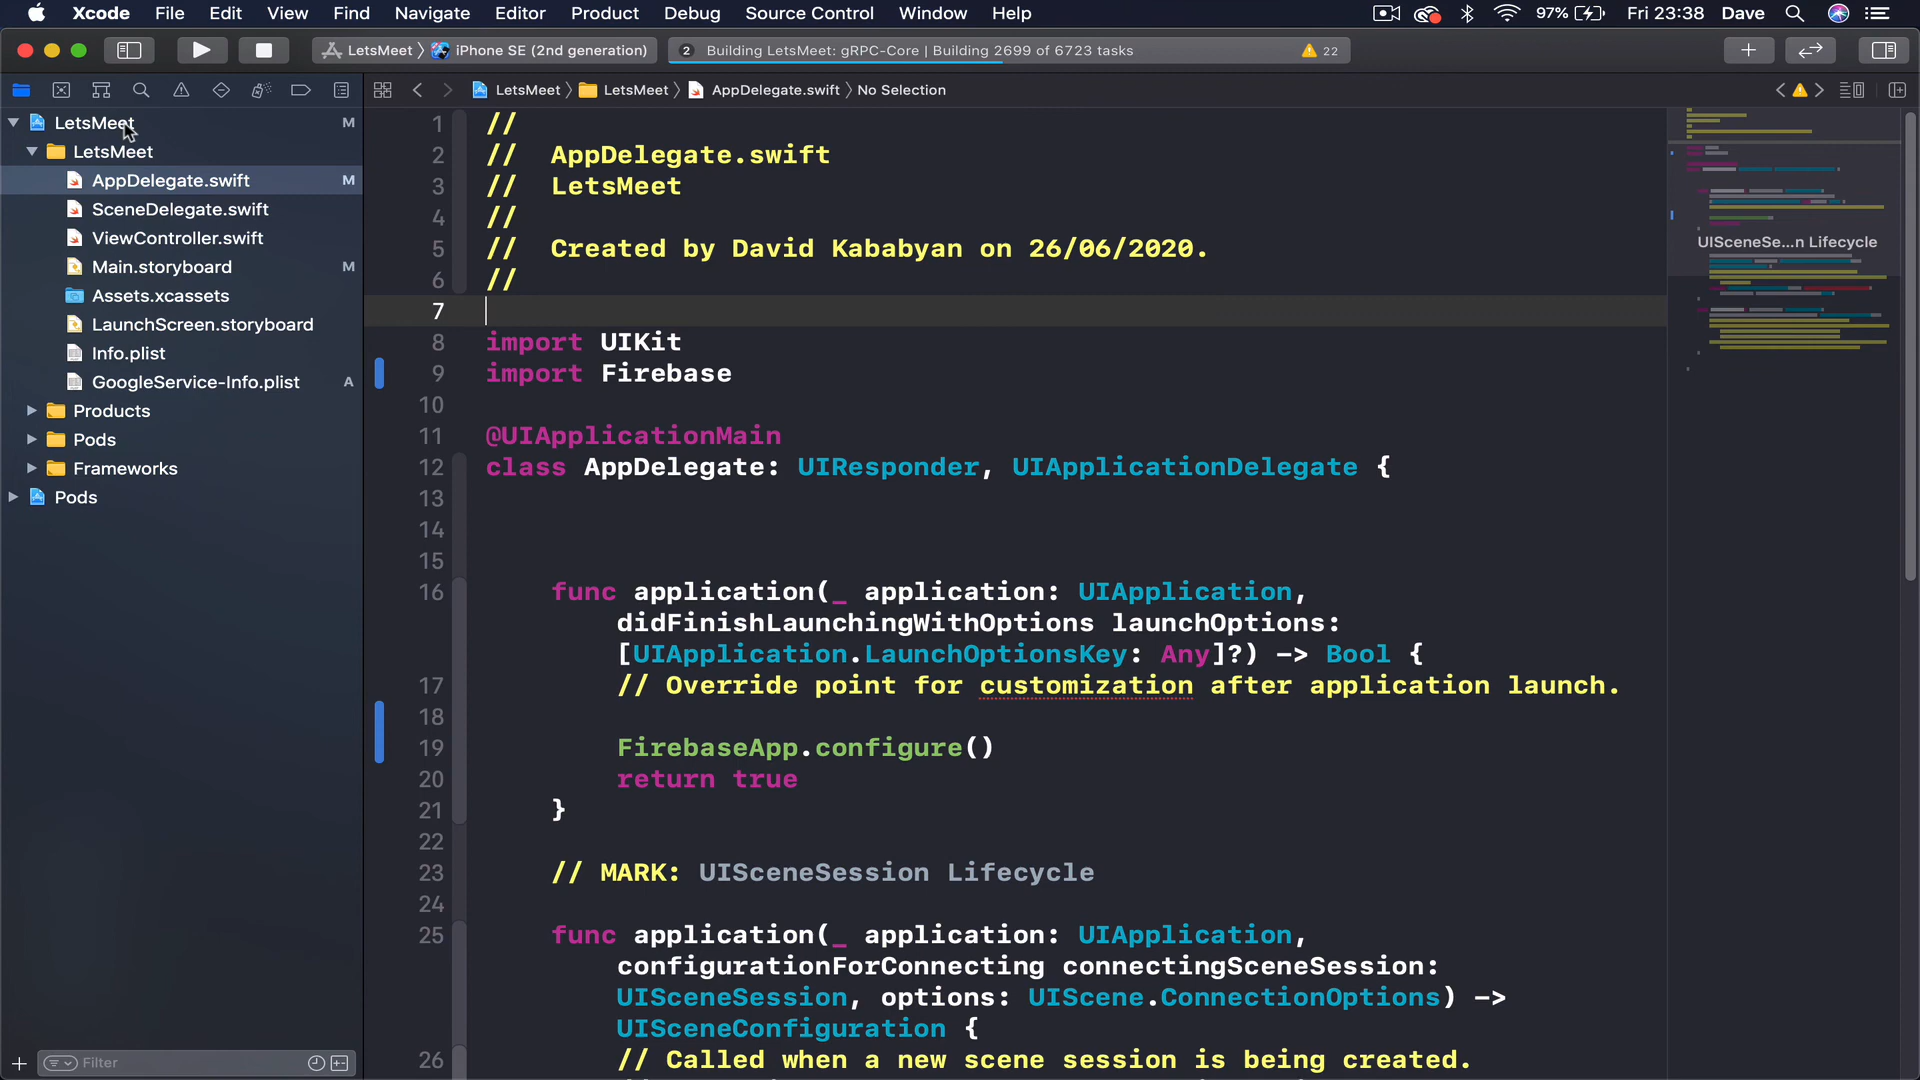 Xcode File Edit View Find Navigate Editor Product Debug Source Control Window Help 97% Fri 23:38 Dave
LetsMeet iPhone SE (2nd generation) 2 Building LetsMeet: gRPC-Core | Building 2699 of 6723 tasks 22
LetsMeet LetsMeet AppDelegate.swift No Selection
LetsMeet M
LetsMeet
AppDelegate.swift M
SceneDelegate.swift
ViewController.swift
Main.storyboard M
Assets.xcassets
LaunchScreen.storyboard
Info.plist
GoogleService-Info.plist A
Products
Pods
Frameworks
Pods
Filter
1 //
2 // AppDelegate.swift
3 // LetsMeet
4 //
5 // Created by David Kababyan on 26/06/2020.
6 //
7
8 import UIKit
9 import Firebase
10
11 @UIApplicationMain
12 class AppDelegate: UIResponder, UIApplicationDelegate {
13
14
15
16 func application(_ application: UIApplication,
didFinishLaunchingWithOptions launchOptions:
[UIApplication.LaunchOptionsKey: Any]?) -> Bool {
17 // Override point for customization after application launch.
18
19 FirebaseApp.configure()
20 return true
21 }
22
23 // MARK: UISceneSession Lifecycle
24
25 func application(_ application: UIApplication,
configurationForConnecting connectingSceneSession:
UISceneSession, options: UIScene.ConnectionOptions) ->
UISceneConfiguration {
26 // Called when a new scene session is being created.
UISceneSe...n Lifecycle